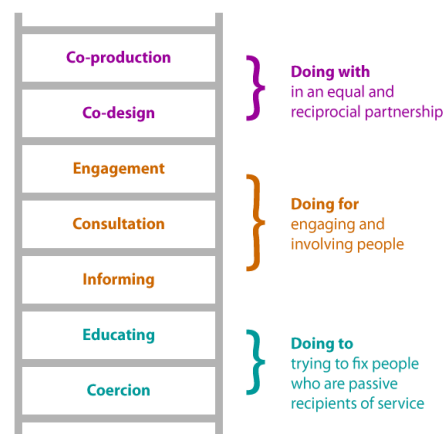 Co-production
Co-design
Doing with
in an equal and
reciprocial partnership
Engagement
Consultation
Informing
Doing for
engaging and
involving people
Educating
Coercion
Doing to
trying to fix people
who are passive
recipients of service